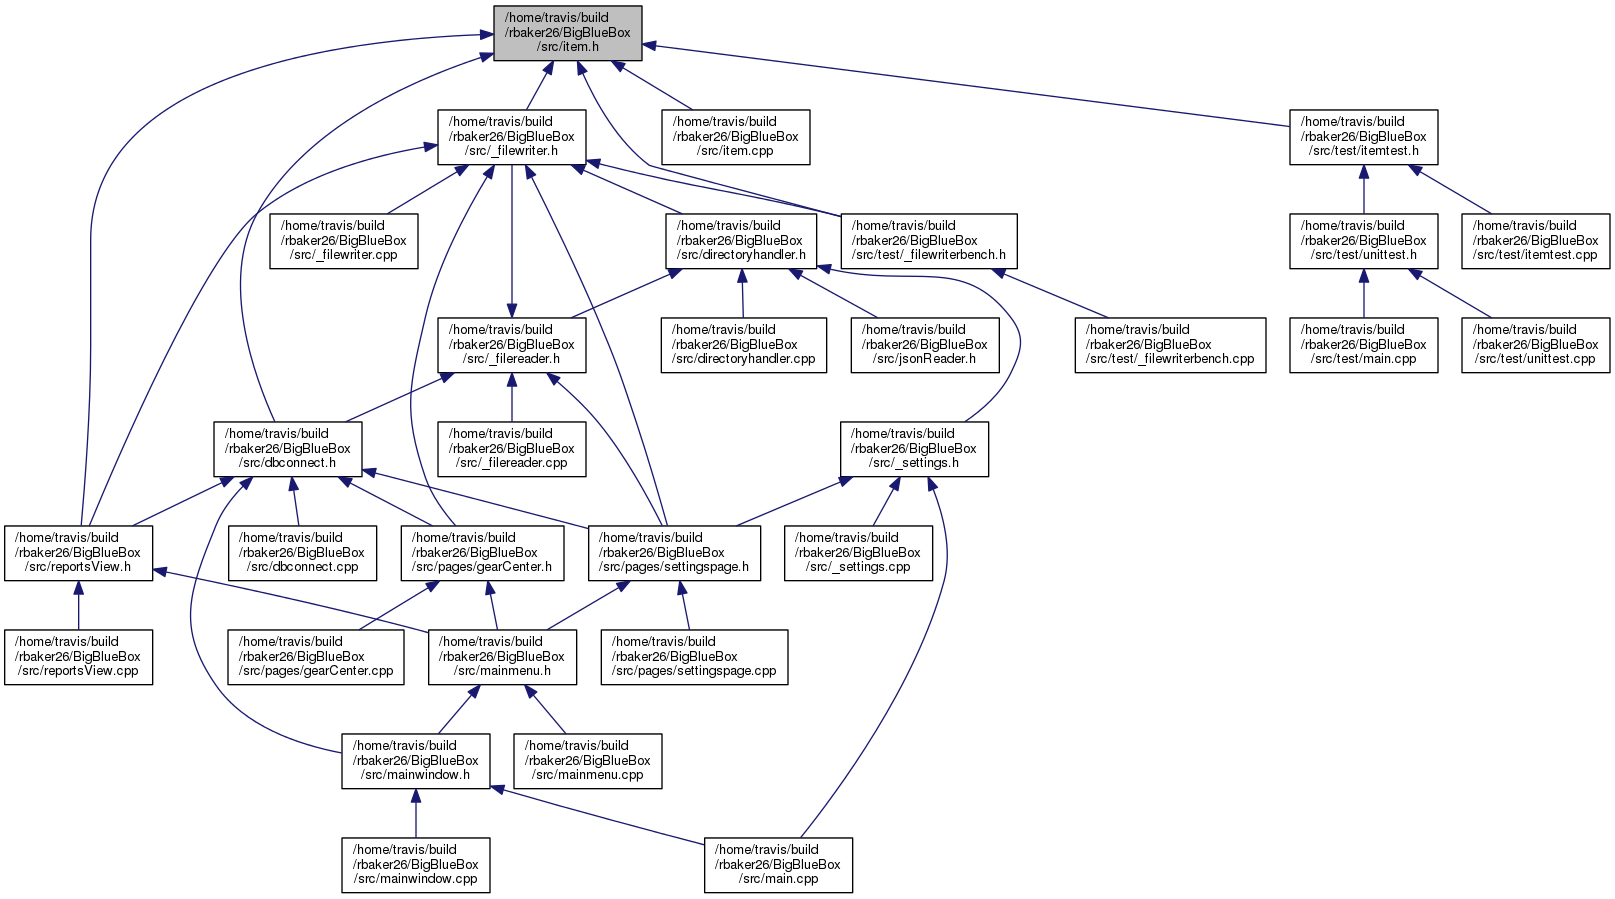 /home/travis/build
/rbaker26/BigBlueBox
/src/item.h
/home/travis/build
/rbaker26/BigBlueBox
/src/_filewriter.h
/home/travis/build
/rbaker26/BigBlueBox
/src/item.cpp
/home/travis/build
/rbaker26/BigBlueBox
/src/test/itemtest.h
/home/travis/build
/rbaker26/BigBlueBox
/src/_filewriter.cpp
/home/travis/build
/rbaker26/BigBlueBox
/src/directoryhandler.h
/home/travis/build
/rbaker26/BigBlueBox
/src/test/_filewriterbench.h
/home/travis/build
/rbaker26/BigBlueBox
/src/test/unittest.h
/home/travis/build
/rbaker26/BigBlueBox
/src/test/itemtest.cpp
/home/travis/build
/rbaker26/BigBlueBox
/src/_filereader.h
/home/travis/build
/rbaker26/BigBlueBox
/src/directoryhandler.cpp
/home/travis/build
/rbaker26/BigBlueBox
/src/jsonReader.h
/home/travis/build
/rbaker26/BigBlueBox
/src/test/_filewriterbench.cpp
/home/travis/build
/rbaker26/BigBlueBox
/src/test/main.cpp
/home/travis/build
/rbaker26/BigBlueBox
/src/test/unittest.cpp
/home/travis/build
/rbaker26/BigBlueBox
/src/dbconnect.h
/home/travis/build
/rbaker26/BigBlueBox
/src/_filereader.cpp
/home/travis/build
/rbaker26/BigBlueBox
/src/_settings.h
/home/travis/build
/rbaker26/BigBlueBox
/src/reportsView.h
/home/travis/build
/rbaker26/BigBlueBox
/src/dbconnect.cpp
/home/travis/build
/rbaker26/BigBlueBox
/src/pages/gearCenter.h
/home/travis/build
/rbaker26/BigBlueBox
/src/pages/settingspage.h
/home/travis/build
/rbaker26/BigBlueBox
/src/_settings.cpp
/home/travis/build
/rbaker26/BigBlueBox
/src/reportsView.cpp
/home/travis/build
/rbaker26/BigBlueBox
/src/pages/gearCenter.cpp
/home/travis/build
/rbaker26/BigBlueBox
/src/mainmenu.h
/home/travis/build
/rbaker26/BigBlueBox
/src/pages/settingspage.cpp
/home/travis/build
/rbaker26/BigBlueBox
/src/mainwindow.h
/home/travis/build
/rbaker26/BigBlueBox
/src/mainmenu.cpp
/home/travis/build
/rbaker26/BigBlueBox
/src/mainwindow.cpp
/home/travis/build
/rbaker26/BigBlueBox
/src/main.cpp